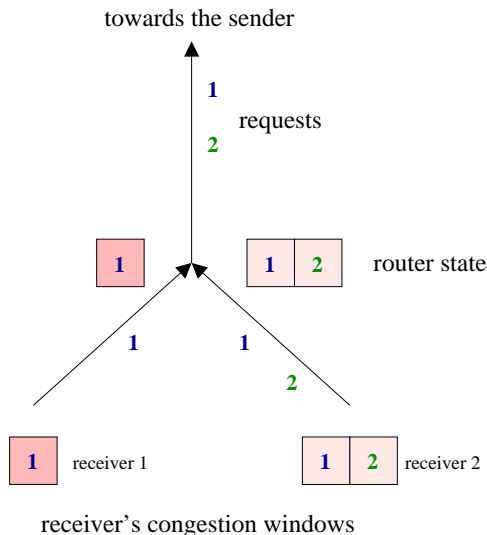 towards the sender
1
requests
2
1
1 2
router state
1
1
2
1
receiver 1
1 2
receiver 2
receiver’s congestion windows